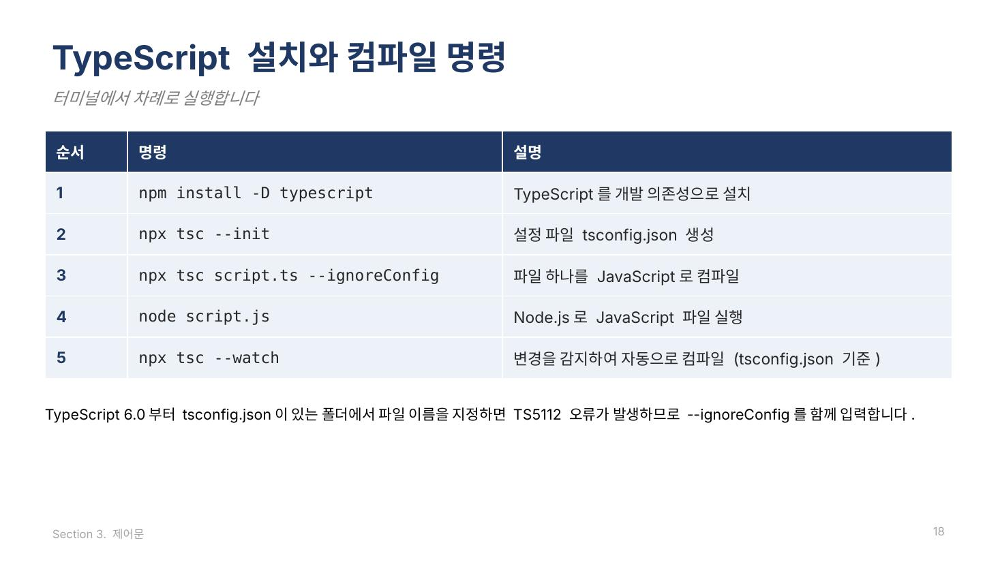 TypeScript 설치와 컴파일 명령
터미널에서 차례로 실행합니다
순서 명령 설명
1 npm install -D typescript TypeScript 를 개발 의존성으로 설치
2 npx tsc --init 설정 파일 tsconfig.json 생성
3 npx tsc script.ts --ignoreConfig 파일 하나를 JavaScript 로 컴파일
4 node script.js Node.js 로 JavaScript 파일 실행
5 npx tsc --watch 변경을 감지하여 자동으로 컴파일 (tsconfig.json 기준 )
TypeScript 6.0 부터 tsconfig.json 이 있는 폴더에서 파일 이름을 지정하면 TS5112 오류가 발생하므로 --ignoreConfig 를 함께 입력합니다 .
Section 3. 제어문 18